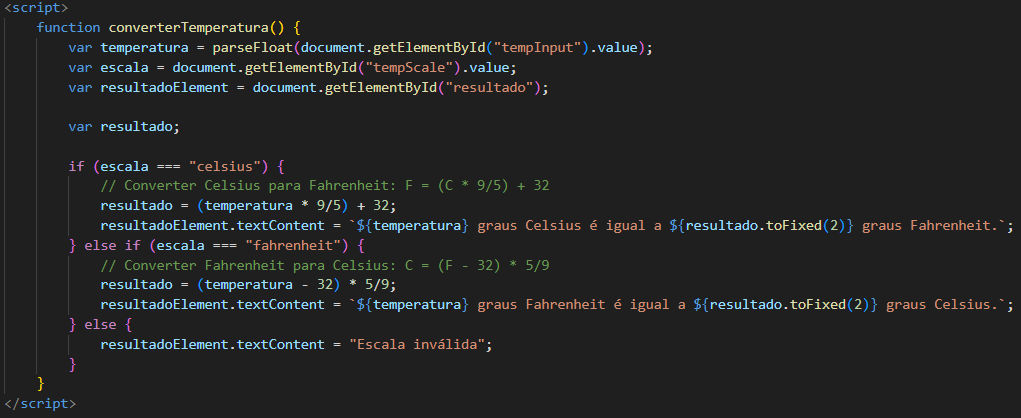 <script>
function converterTemperatura() {
var temperatura = parseFloat(document.getElementById("tempInput").value);
var escala = document.getElementById("tempScale").value;
var resultadoElement = document.getElementById("resultado");
var resultado;
if (escala === "celsius") {
// Converter Celsius para Fahrenheit: F = (C * 9/5) + 32
resultado = (temperatura * 9/5) + 32;
resultadoElement.textContent = `${temperatura} graus Celsius é igual a ${resultado.toFixed(2)} graus Fahrenheit.`;
} else if (escala === "fahrenheit") {
// Converter Fahrenheit para Celsius: C = (F - 32) * 5/9
resultado = (temperatura - 32) * 5/9;
resultadoElement.textContent = `${temperatura} graus Fahrenheit é igual a ${resultado.toFixed(2)} graus Celsius.`;
} else {
resultadoElement.textContent = "Escala inválida";
}
}
</script>